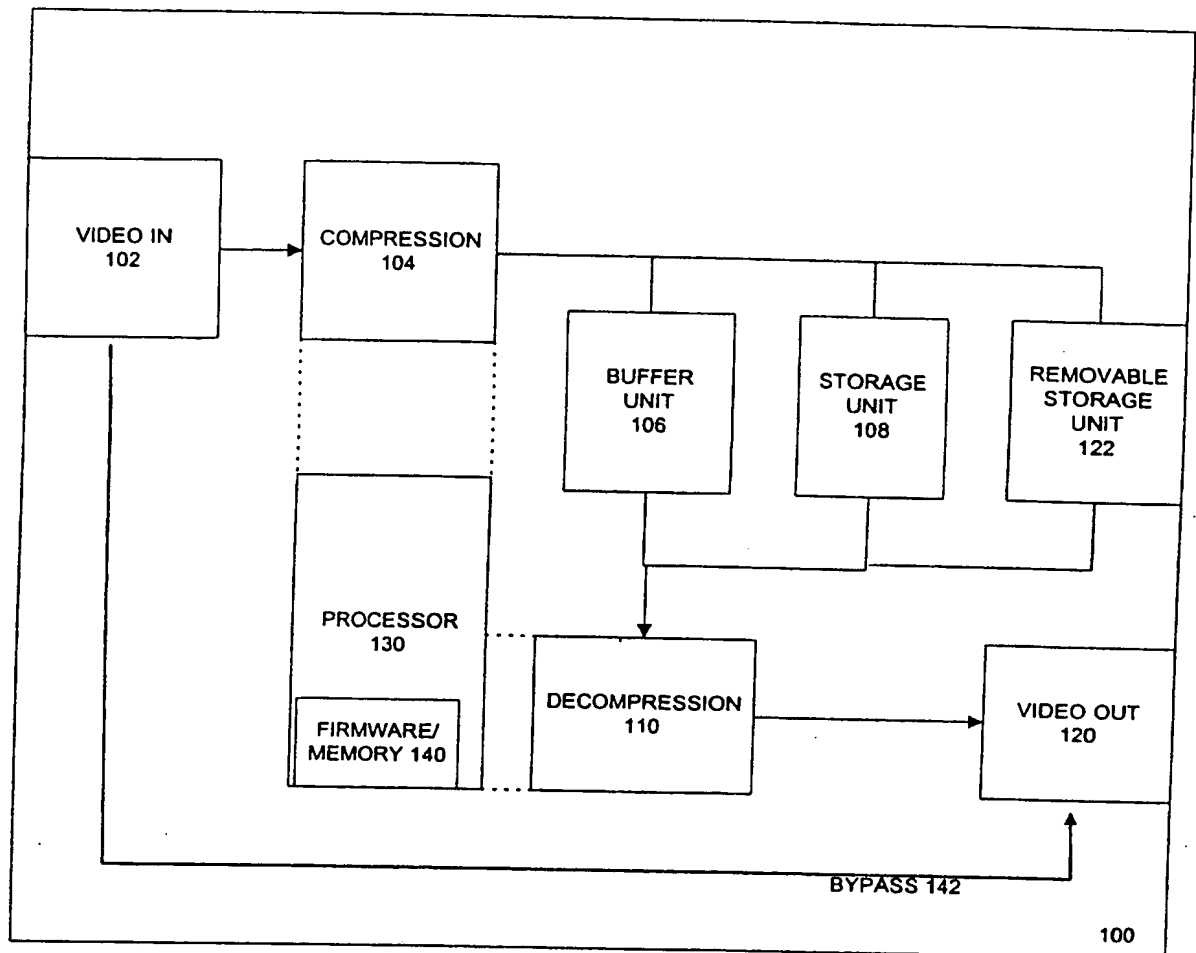 VIDEO IN
102
COMPRESSION
104
BUFFER
UNIT
106
STORAGE
UNIT
108
REMOVABLE
STORAGE
UNIT
122
PROCESSOR
130
FIRMWARE/
MEMORY 140
DECOMPRESSION
110
VIDEO OUT
120
BYPASS 142
100